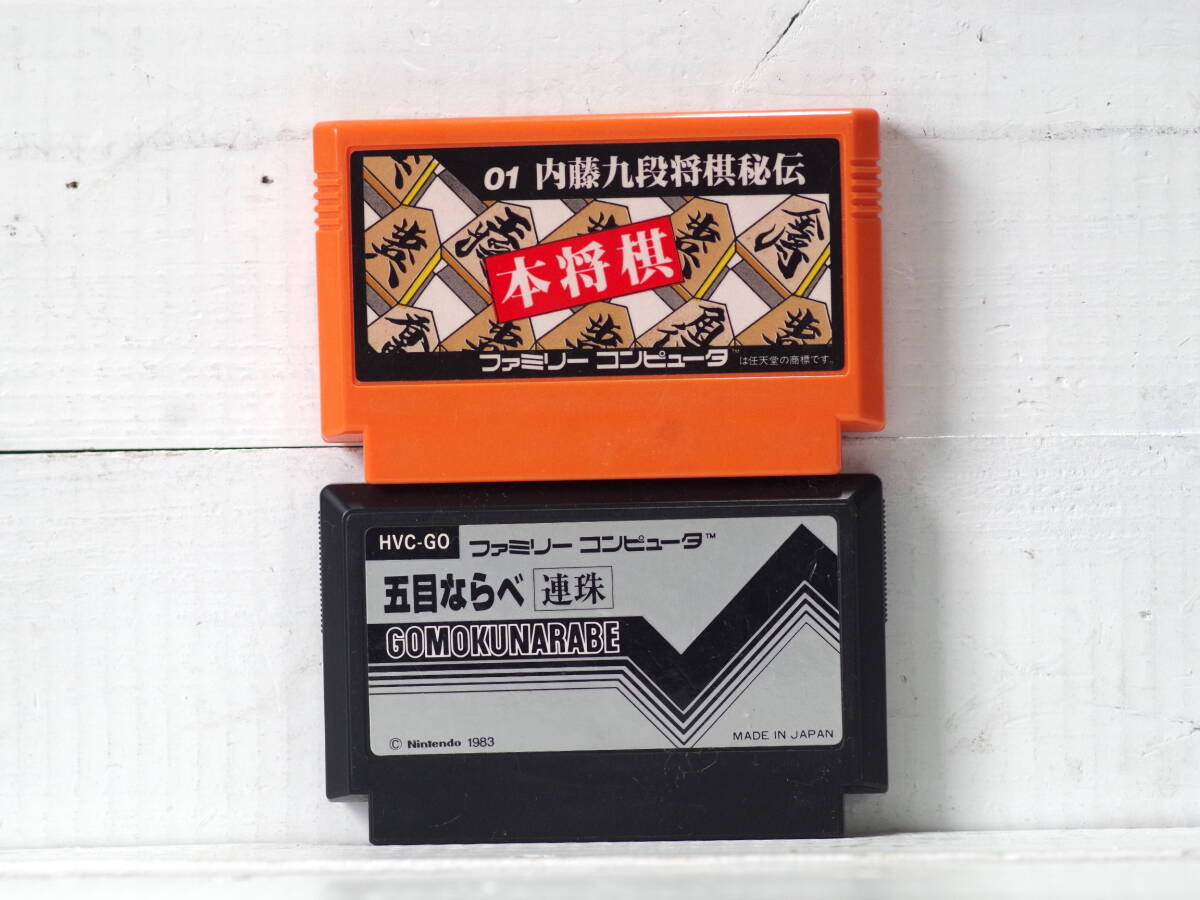 01 内藤九段将棋秘伝
本将棋
ファミリーコンピュータ™は任天堂の商標です。
HVC-GO ファミリーコンピュータ™
五目ならべ 連珠
GOMOKUNARABE
© Nintendo 1983 MADE IN JAPAN